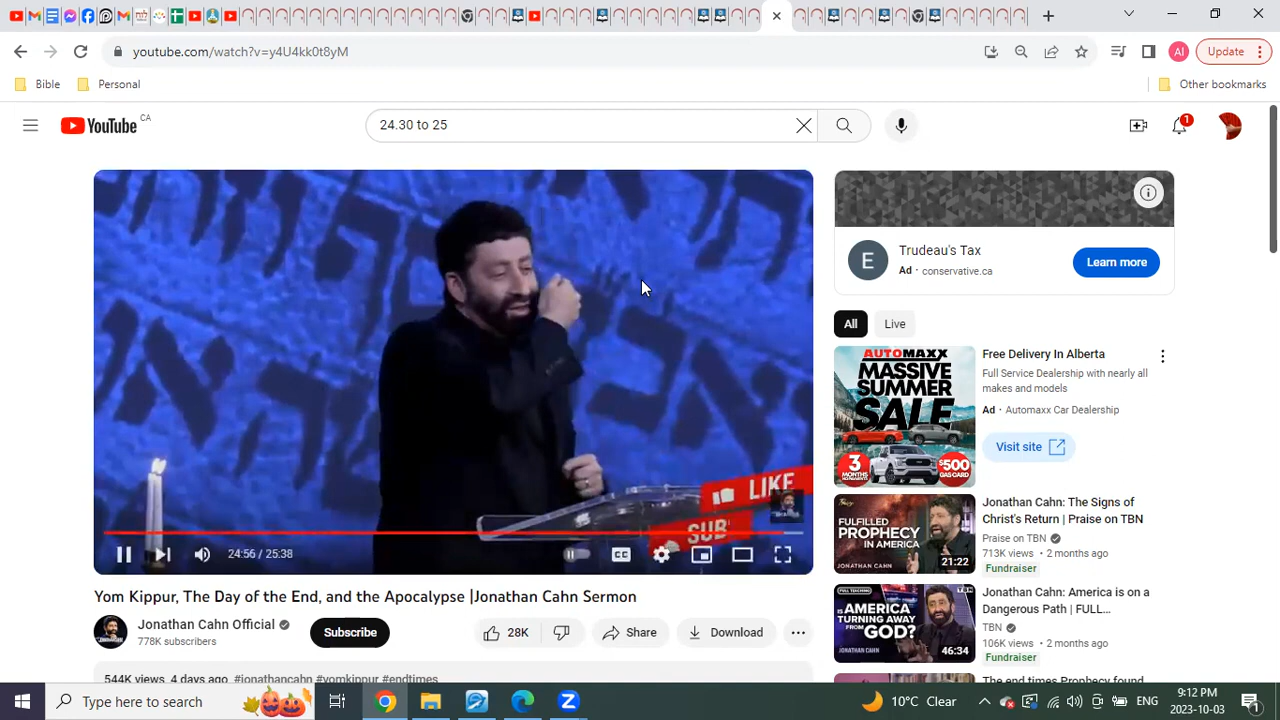 youtube.com/watch?v=y4U4kk0t8yM
AI
Update
Bible
Personal
Other bookmarks
YouTube CA
24.30 to 25
1
LIKE
SUB
24:56 / 25:38
CC
Yom Kippur, The Day of the End, and the Apocalypse |Jonathan Cahn Sermon
Jonathan Cahn Official
778K subscribers
Subscribe
28K
Share
Download
544K views 4 days ago #jonathancahn #yomkippur #endtimes
E
Trudeau's Tax
Ad · conservative.ca
Learn more
All
Live
AUTOMAXX
MASSIVE
SUMMER
SALE
3
MONTHS
$500
GAS CARD
Free Delivery In Alberta
Full Service Dealership with nearly all
makes and models
Ad · Automaxx Car Dealership
Visit site
FULFILLED
PROPHECY
IN AMERICA
JONATHAN CAHN
21:22
Jonathan Cahn: The Signs of
Christ's Return | Praise on TBN
Praise on TBN
713K views · 2 months ago
Fundraiser
FULL TEACHING
TBN
IS AMERICA
TURNING AWAY
FROM GOD?
JONATHAN CAHN
46:34
Jonathan Cahn: America is on a
Dangerous Path | FULL...
TBN
106K views · 2 months ago
Fundraiser
The end times Prophecy found
Type here to search
10°C Clear
ENG
9:12 PM
2023-10-03
1